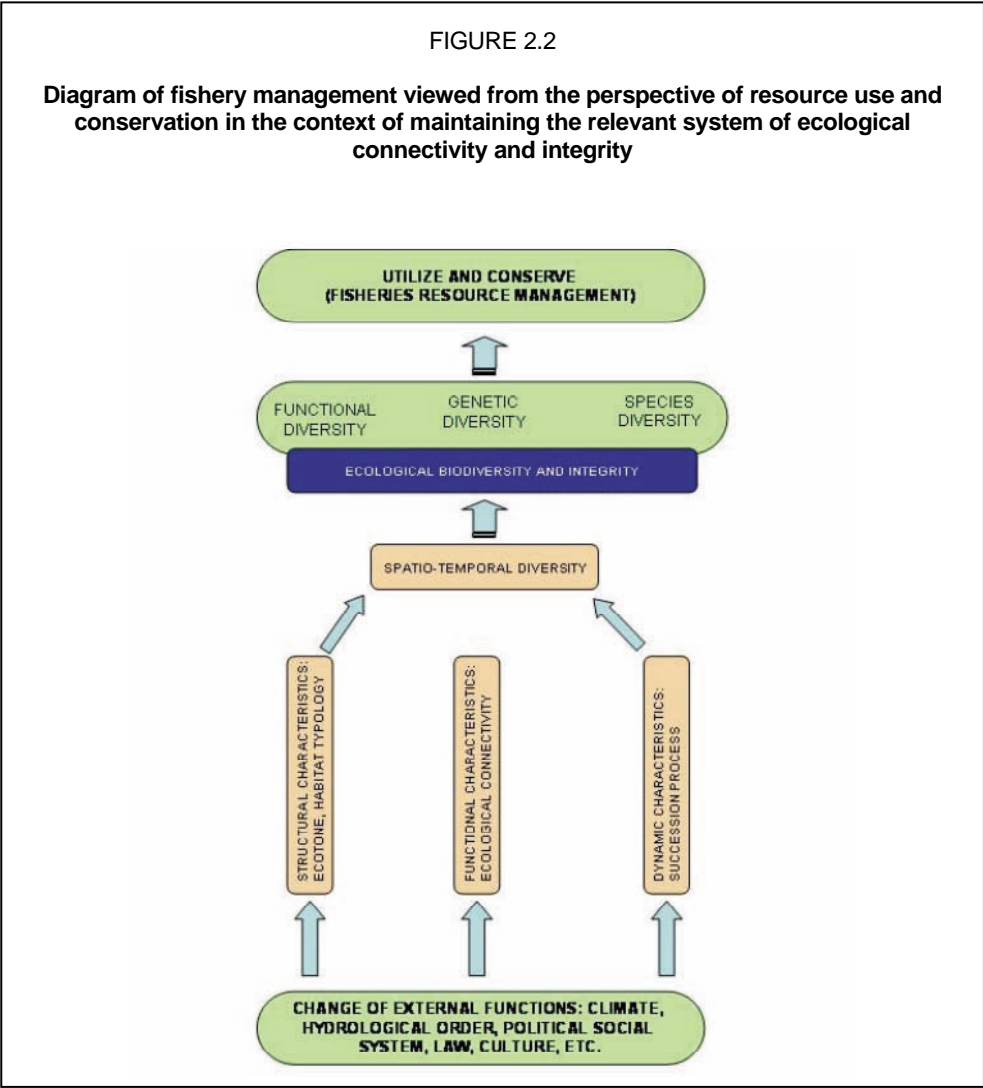 FIGURE 2.2
Diagram of fishery management viewed from the perspective of resource use and
conservation in the context of maintaining the relevant system of ecological
connectivity and integrity
UTILIZE AND CONSERVE
(FISHERIES RESOURCE MANAGEMENT)
FUNCTIONAL
DIVERSITY
GENETIC
DIVERSITY
SPECIES
DIVERSITY
ECOLOGICAL BIODIVERSITY AND INTEGRITY
SPATIO-TEMPORAL DIVERSITY
STRUCTURAL CHARACTERISTICS:
ECOTONE, HABITAT TYPOLOGY
FUNCTIONAL CHARACTERISTICS:
ECOLOGICAL CONNECTIVITY
DYNAMIC CHARACTERISTICS:
SUCCESSION PROCESS
CHANGE OF EXTERNAL FUNCTIONS: CLIMATE,
HYDROLOGICAL ORDER, POLITICAL SOCIAL
SYSTEM, LAW, CULTURE, ETC.